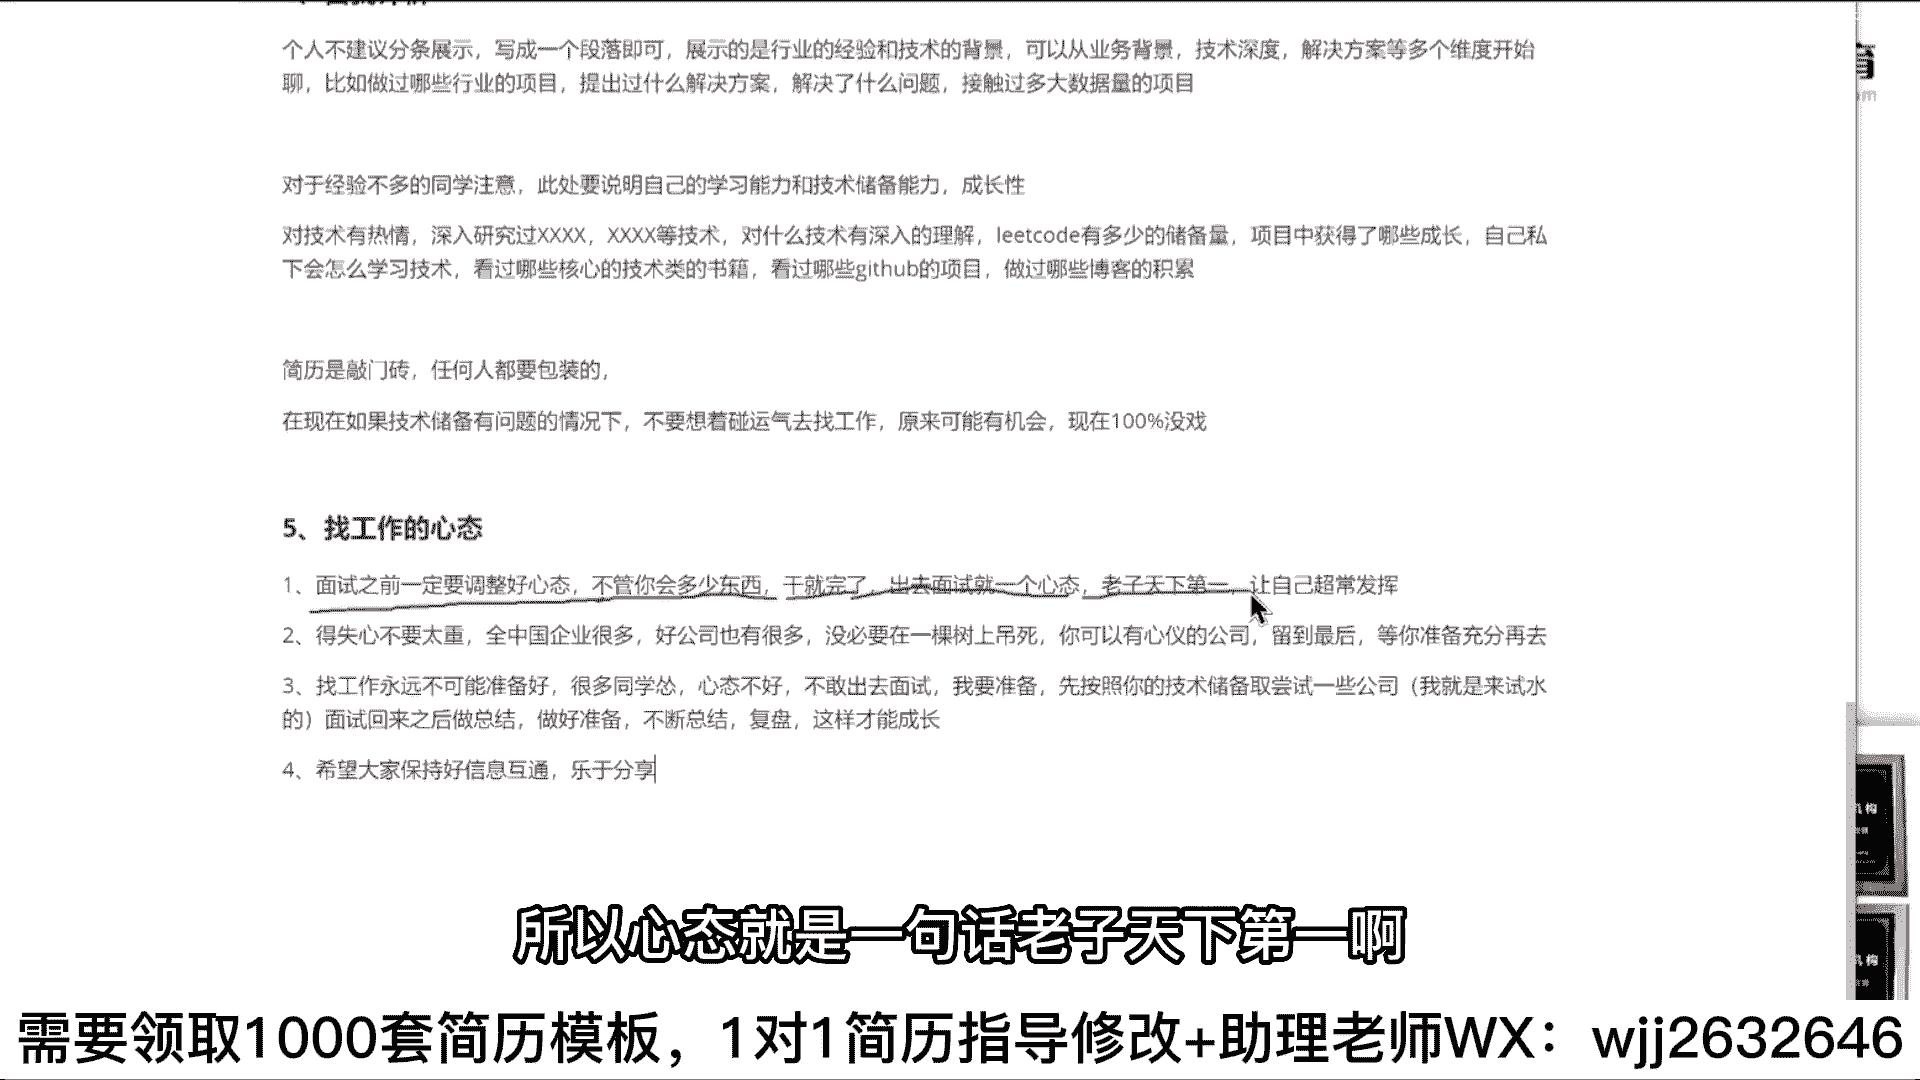 个人不建议分条展示，写成一个段落即可，展示的是行业的经验和技术的背景，可以从业务背景，技术深度，解决方案等多个维度开始
聊，比如做过哪些行业的项目，提出过什么解决方案，解决了什么问题，接触过多大数据量的项目
对于经验不多的同学注意，此处要说明自己的学习能力和技术储备能力，成长性
对技术有热情，深入研究过XXXX，XXXX等技术，对什么技术有深入的理解，leetcode有多少的储备量，项目中获得了哪些成长，自己私
下会怎么学习技术，看过哪些核心的技术类的书籍，看过哪些github的项目，做过哪些博客的积累
简历是敲门砖，任何人都要包装的，
在现在如果技术储备有问题的情况下，不要想着碰运气去找工作，原来可能有机会，现在100%没戏
5、找工作的心态
1、面试之前一定要调整好心态，不管你会多少东西，干就完了，出去面试就一个心态，老子天下第一，让自己超常发挥
2、得失心不要太重，全中国企业很多，好公司也有很多，没必要在一棵树上吊死，你可以有心仪的公司，留到最后，等你准备充分再去
3、找工作永远不可能准备好，很多同学怂，心态不好，不敢出去面试，我要准备，先按照你的技术储备取尝试一些公司（我就是来试水
的）面试回来之后做总结，做好准备，不断总结，复盘，这样才能成长
4、希望大家保持好信息互通，乐于分享
育
om
机构
机构
所以心态就是一句话老子天下第一啊
需要领取1000套简历模板，1对1简历指导修改+助理老师WX：wjj2632646